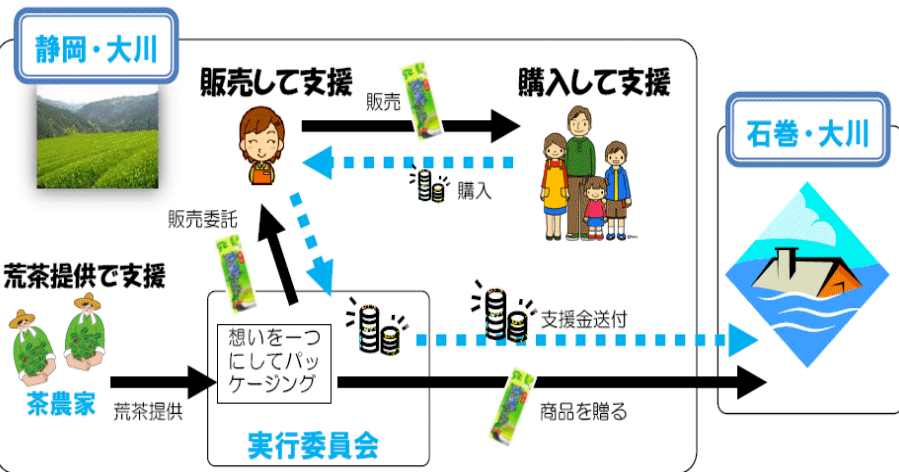 静岡・大川
販売して支援
購入して支援
販売
石巻・大川
購入
販売委託
荒茶提供で支援
支援金送付
想いを一つ
にしてパッ
ケージング
茶農家
荒茶提供
商品を贈る
実行委員会